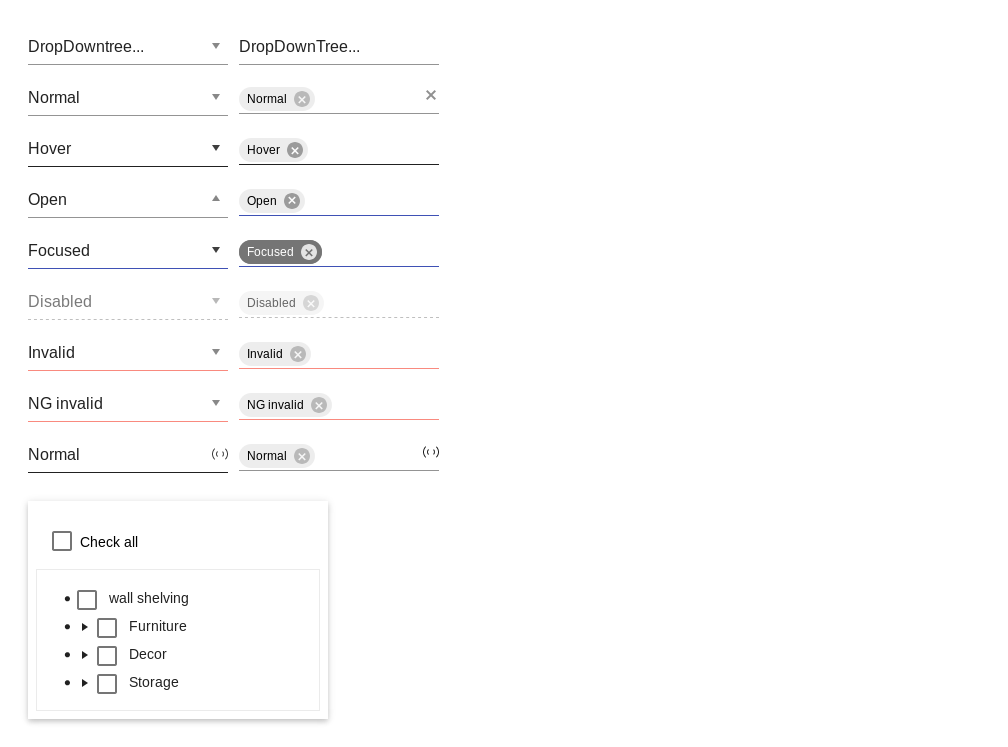 DropDowntree... DropDownTree...
Normal Normal
Hover Hover
Open Open
Focused Focused
Disabled Disabled
Invalid Invalid
NG invalid NG invalid
Normal Normal
Check all
wall shelving
Furniture
Decor
Storage